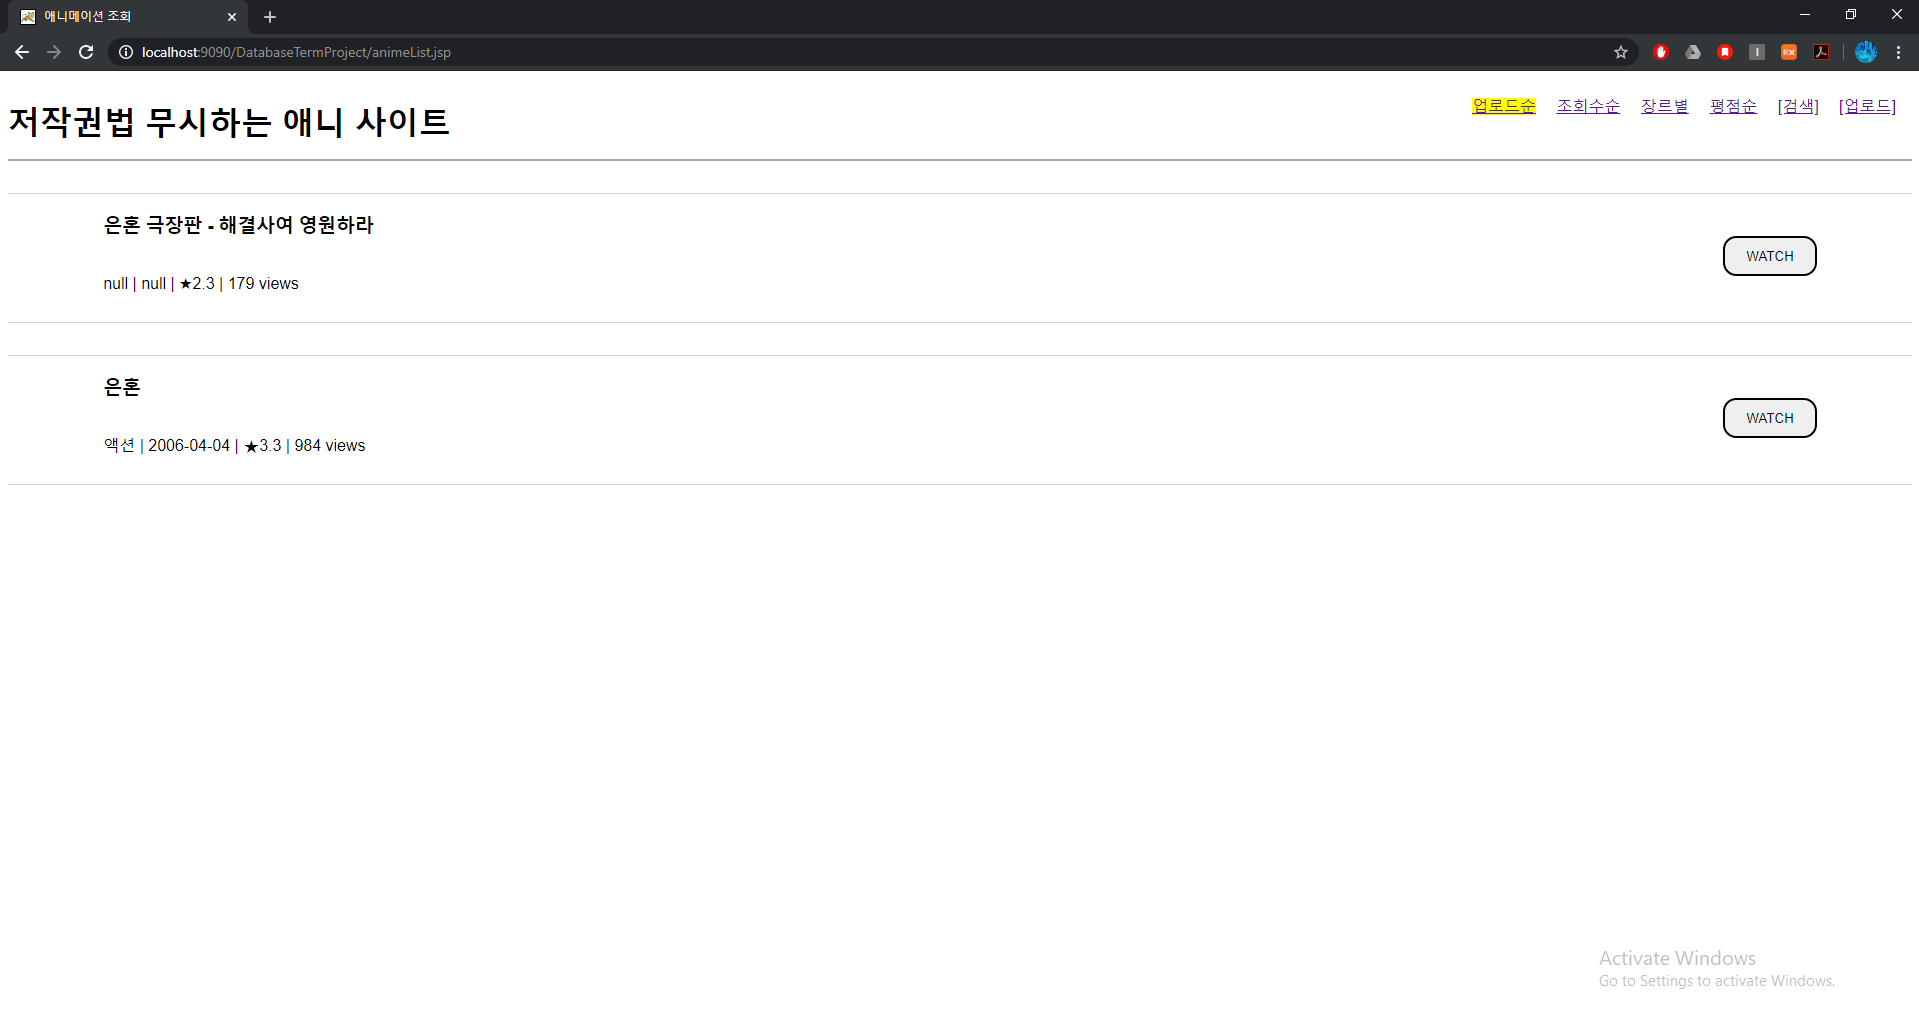 애니메이션 조회
localhost:9090/DatabaseTermProject/animeList.jsp
저작권법 무시하는 애니 사이트
업로드순 조회수순 장르별 평점순 [검색] [업로드]
은혼 극장판 - 해결사여 영원하라
null | null | ★2.3 | 179 views
WATCH
은혼
액션 | 2006-04-04 | ★3.3 | 984 views
WATCH
Activate Windows
Go to Settings to activate Windows.